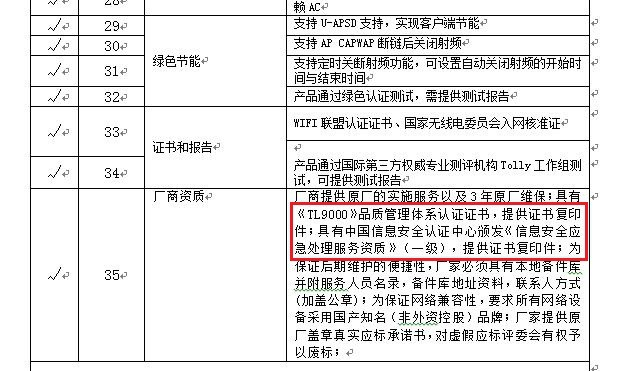 28
赖AC
29
支持 U-APSD 支持，实现客户端节能
30
绿色节能
支持 AP CAPWAP 断链后关闭射频
31
支持定时关断射频功能，可设置自动关闭射频的开始时
间与结束时间
32
产品通过绿色认证测试，需提供测试报告
33
证书和报告
WIFI 联盟认证证书、国家无线电委员会入网核准证
34
产品通过国际第三方权威专业测评机构 Tolly 工作组测
试，可提供测试报告
35
厂商资质
厂商提供原厂的实施服务以及 3 年原厂维保；具有
《TL9000》品质管理体系认证证书，提供证书复印
件；具有中国信息安全认证中心颁发《信息安全应
急处理服务资质》（一级），提供证书复印件；为
保证后期维护的便捷性，厂家必须具有本地备件库
并附服务人员名录，备件库地址资料，联系人方式
(加盖公章)；为保证网络兼容性，要求所有网络设
备采用国产知名（非外资控股）品牌；厂家提供原
厂盖章真实应标承诺书，对虚假应标评委会有权予
以废标；